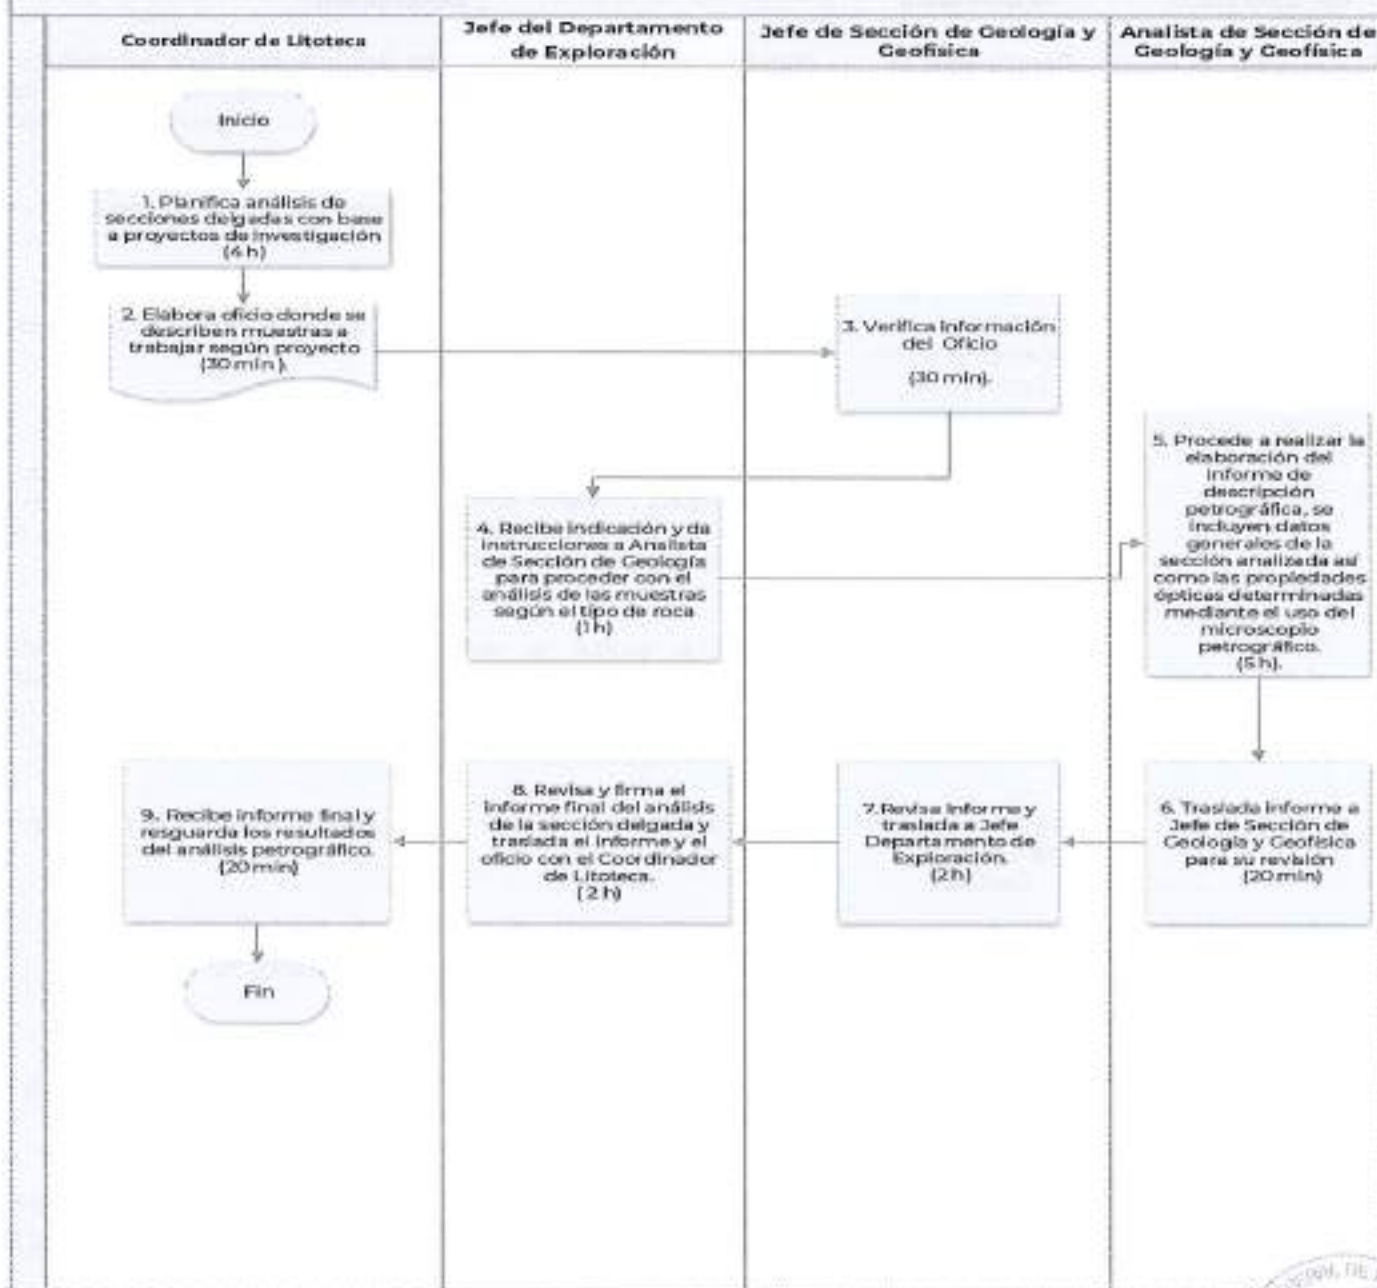 Coordinador de Litoteca
Jefe del Departamento
de Exploración
Jefe de Sección de Geología y
Geofísica
Analista de Sección de
Geología y Geofísica
Inicio
1. Planifica análisis de
secciones delgadas con base
a proyectos de investigación
(4 h)
2. Elabora oficio donde se
describen muestras a
trabajar según proyecto
(30 min).
3. Verifica información
del Oficio
(30 min).
4. Recibe indicación y da
instrucciones a Analista
de Sección de Geología
para proceder con el
análisis de las muestras
según el tipo de roca
(1 h)
5. Procede a realizar la
elaboración del
informe de
descripción
petrográfica, se
incluyen datos
generales de la
sección analizada así
como las propiedades
ópticas determinadas
mediante el uso del
microscopio
petrográfico.
(5 h).
6. Traslada informe a
Jefe de Sección de
Geología y Geofísica
para su revisión
(20 min)
7.Revisa Informe y
traslada a Jefe
Departamento de
Exploración.
(2 h)
8. Revisa y firma el
informe final del análisis
de la sección delgada y
traslada el informe y el
oficio con el Coordinador
de Litoteca.
( 2 h)
9. Recibe informe final y
resguarda los resultados
del análisis petrográfico.
(20 min)
Fin